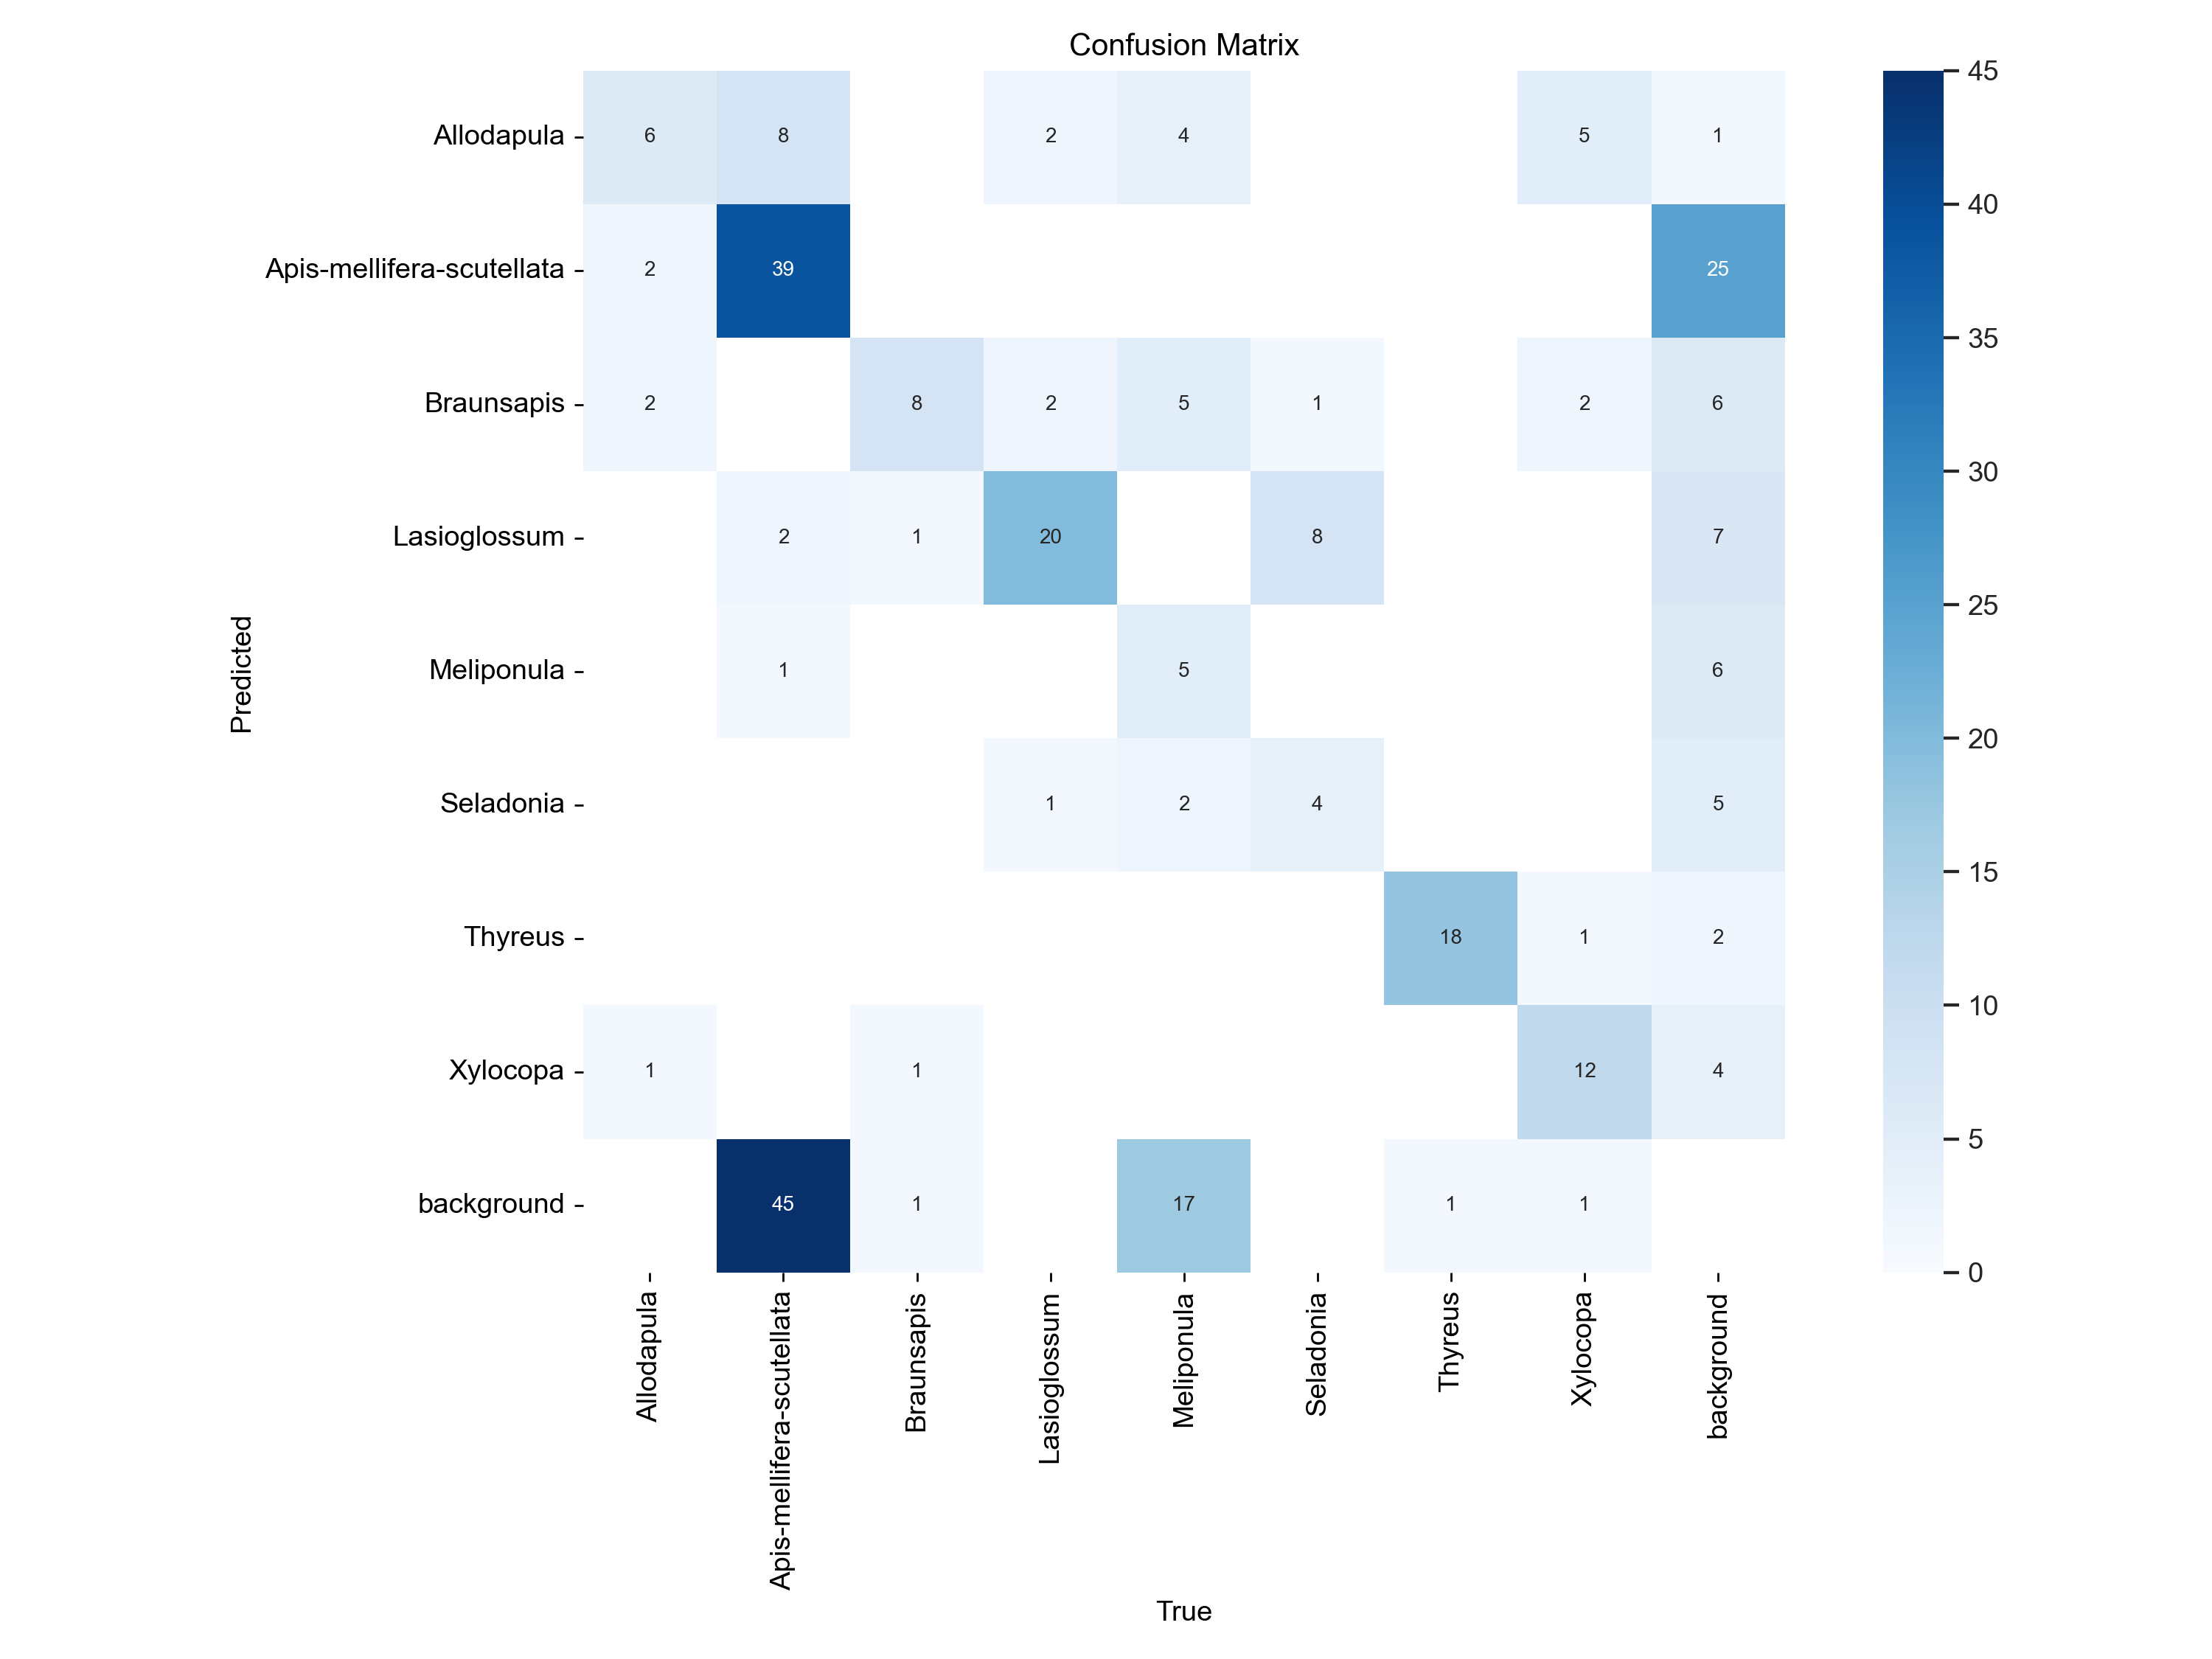 Confusion Matrix
Allodapula 6 8 2 4 5 1
Apis-mellifera-scutellata 2 39 25
Braunsapis 2 8 2 5 1 2 6
Lasioglossum 2 1 20 8 7
Meliponula 1 5 6
Seladonia 1 2 4 5
Thyreus 18 1 2
Xylocopa 1 1 12 4
background 45 1 17 1 1
Predicted
Allodapula
Apis-mellifera-scutellata
Braunsapis
Lasioglossum
Meliponula
Seladonia
Thyreus
Xylocopa
background
True
45
40
35
30
25
20
15
10
5
0